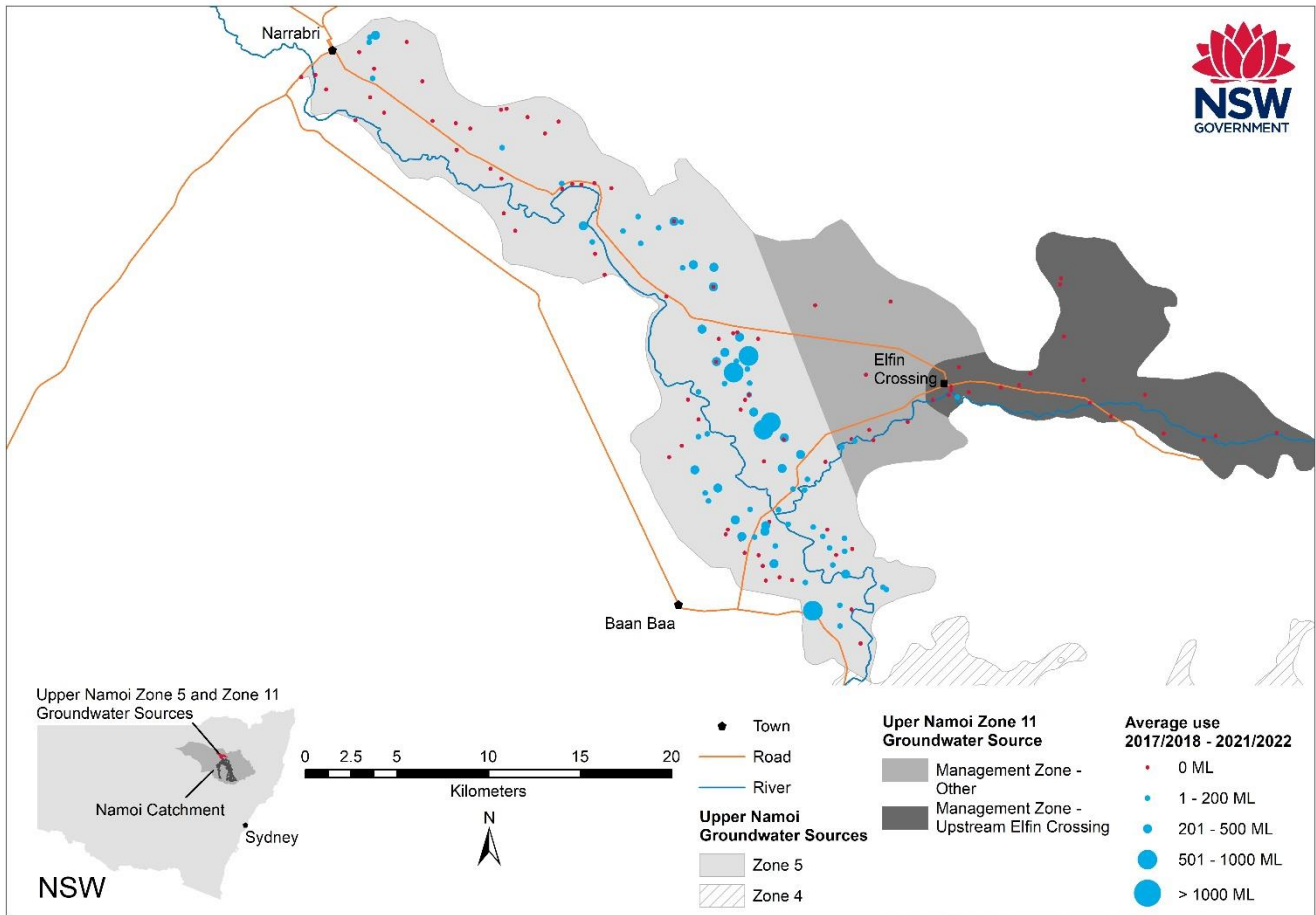 Narrabri
NSW
GOVERNMENT
Elfin
Crossing
Baan Baa
Upper Namoi Zone 5 and Zone 11
Groundwater Sources
Namoi Catchment
Sydney
NSW
0 2.5 5 10 15 20
Kilometers
N
Town
Road
River
Upper Namoi
Groundwater Sources
Zone 5
Zone 4
Uper Namoi Zone 11
Groundwater Source
Management Zone -
Other
Management Zone -
Upstream Elfin Crossing
Average use
2017/2018 - 2021/2022
0 ML
1 - 200 ML
201 - 500 ML
501 - 1000 ML
> 1000 ML